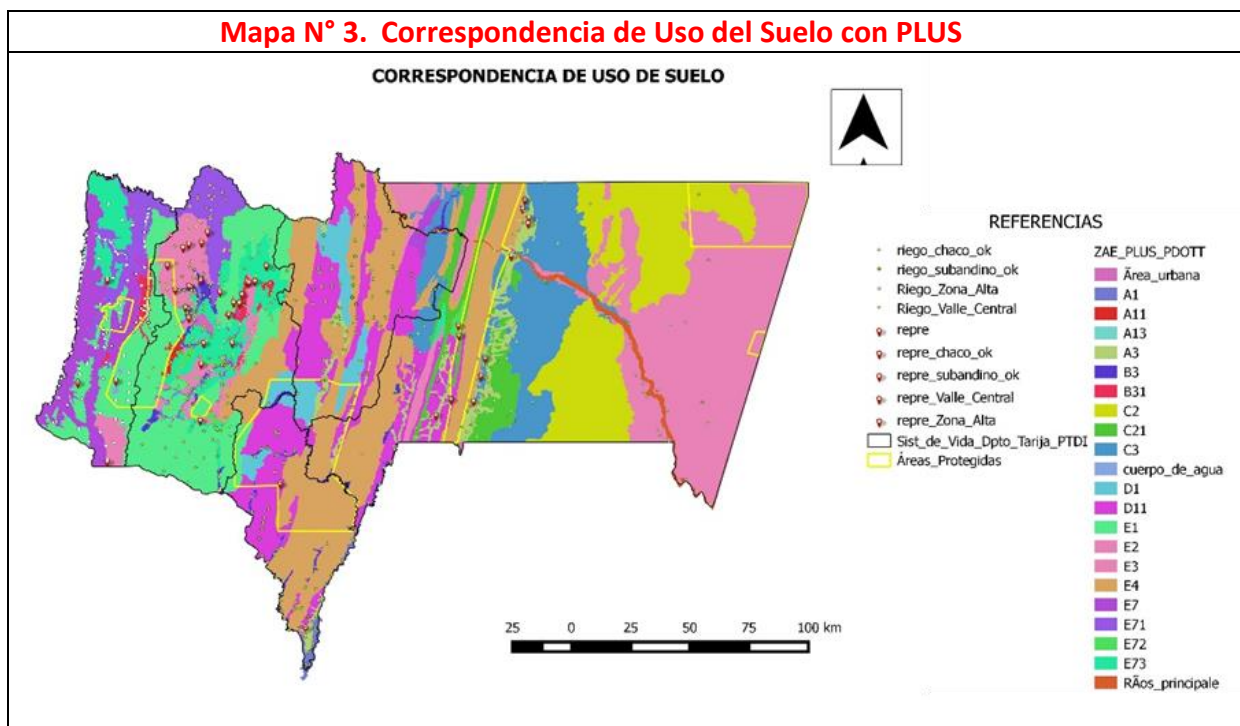 Mapa N° 3. Correspondencia de Uso del Suelo con PLUS
CORRESPONDENCIA DE USO DE SUELO
REFERENCIAS
riego_chaco_ok
riego_subandino_ok
Riego_Zona_Alta
Riego_Valle_Central
repre
repre_chaco_ok
repre_subandino_ok
repre_Valle_Central
repre_Zona_Alta
Sist_de_Vida_Dpto_Tarija_PTDI
Áreas_Protegidas
ZAE_PLUS_PDOTT
Ãrea_urbana
A1
A11
A13
A3
B3
B31
C2
C21
C3
cuerpo_de_agua
D1
D11
E1
E2
E3
E4
E7
E71
E72
E73
RÃos_principale
25 0 25 50 75 100 km